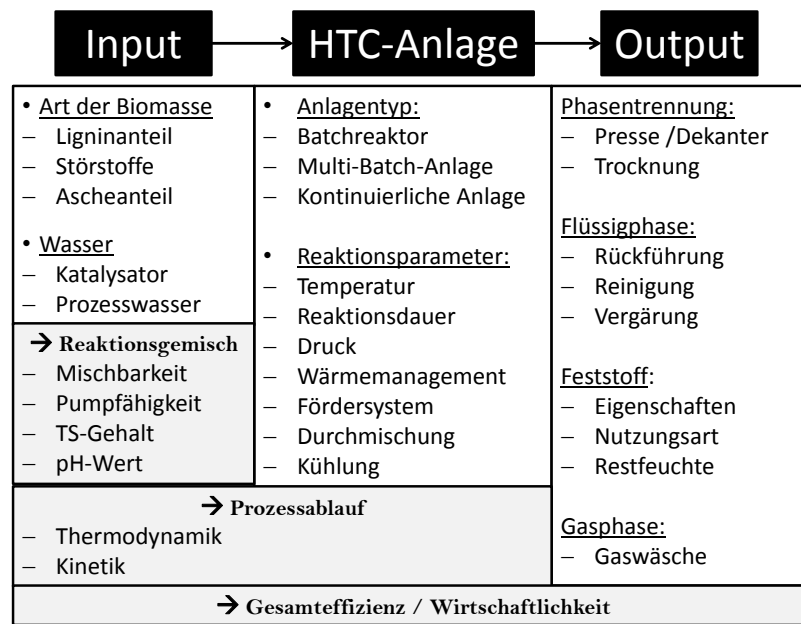 Input
HTC-Anlage
Output
• Art der Biomasse
– Ligninanteil
– Störstoffe
– Ascheanteil
• Wasser
– Katalysator
– Prozesswasser
→ Reaktionsgemisch
– Mischbarkeit
– Pumpfähigkeit
– TS-Gehalt
– pH-Wert
• Anlagentyp:
– Batchreaktor
– Multi-Batch-Anlage
– Kontinuierliche Anlage
• Reaktionsparameter:
– Temperatur
– Reaktionsdauer
– Druck
– Wärmemanagement
– Fördersystem
– Durchmischung
– Kühlung
→ Prozessablauf
– Thermodynamik
– Kinetik
Phasentrennung:
– Presse /Dekanter
– Trocknung
Flüssigphase:
– Rückführung
– Reinigung
– Vergärung
Feststoff:
– Eigenschaften
– Nutzungsart
– Restfeuchte
Gasphase:
– Gaswäsche
→ Gesamteffizienz / Wirtschaftlichkeit